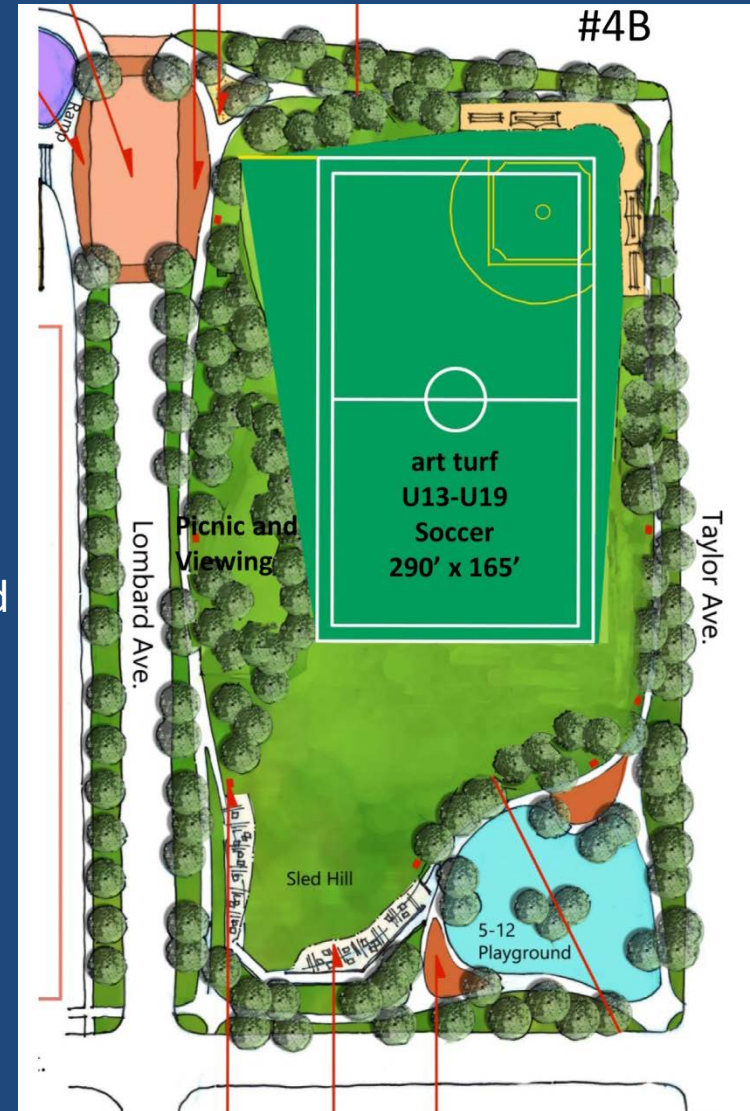 #4B
Ramp
art turf
U13-U19
Soccer
290’ x 165’
Picnic and
Viewing
Lombard Ave.
Taylor Ave.
d
Sled Hill
5-12
Playground